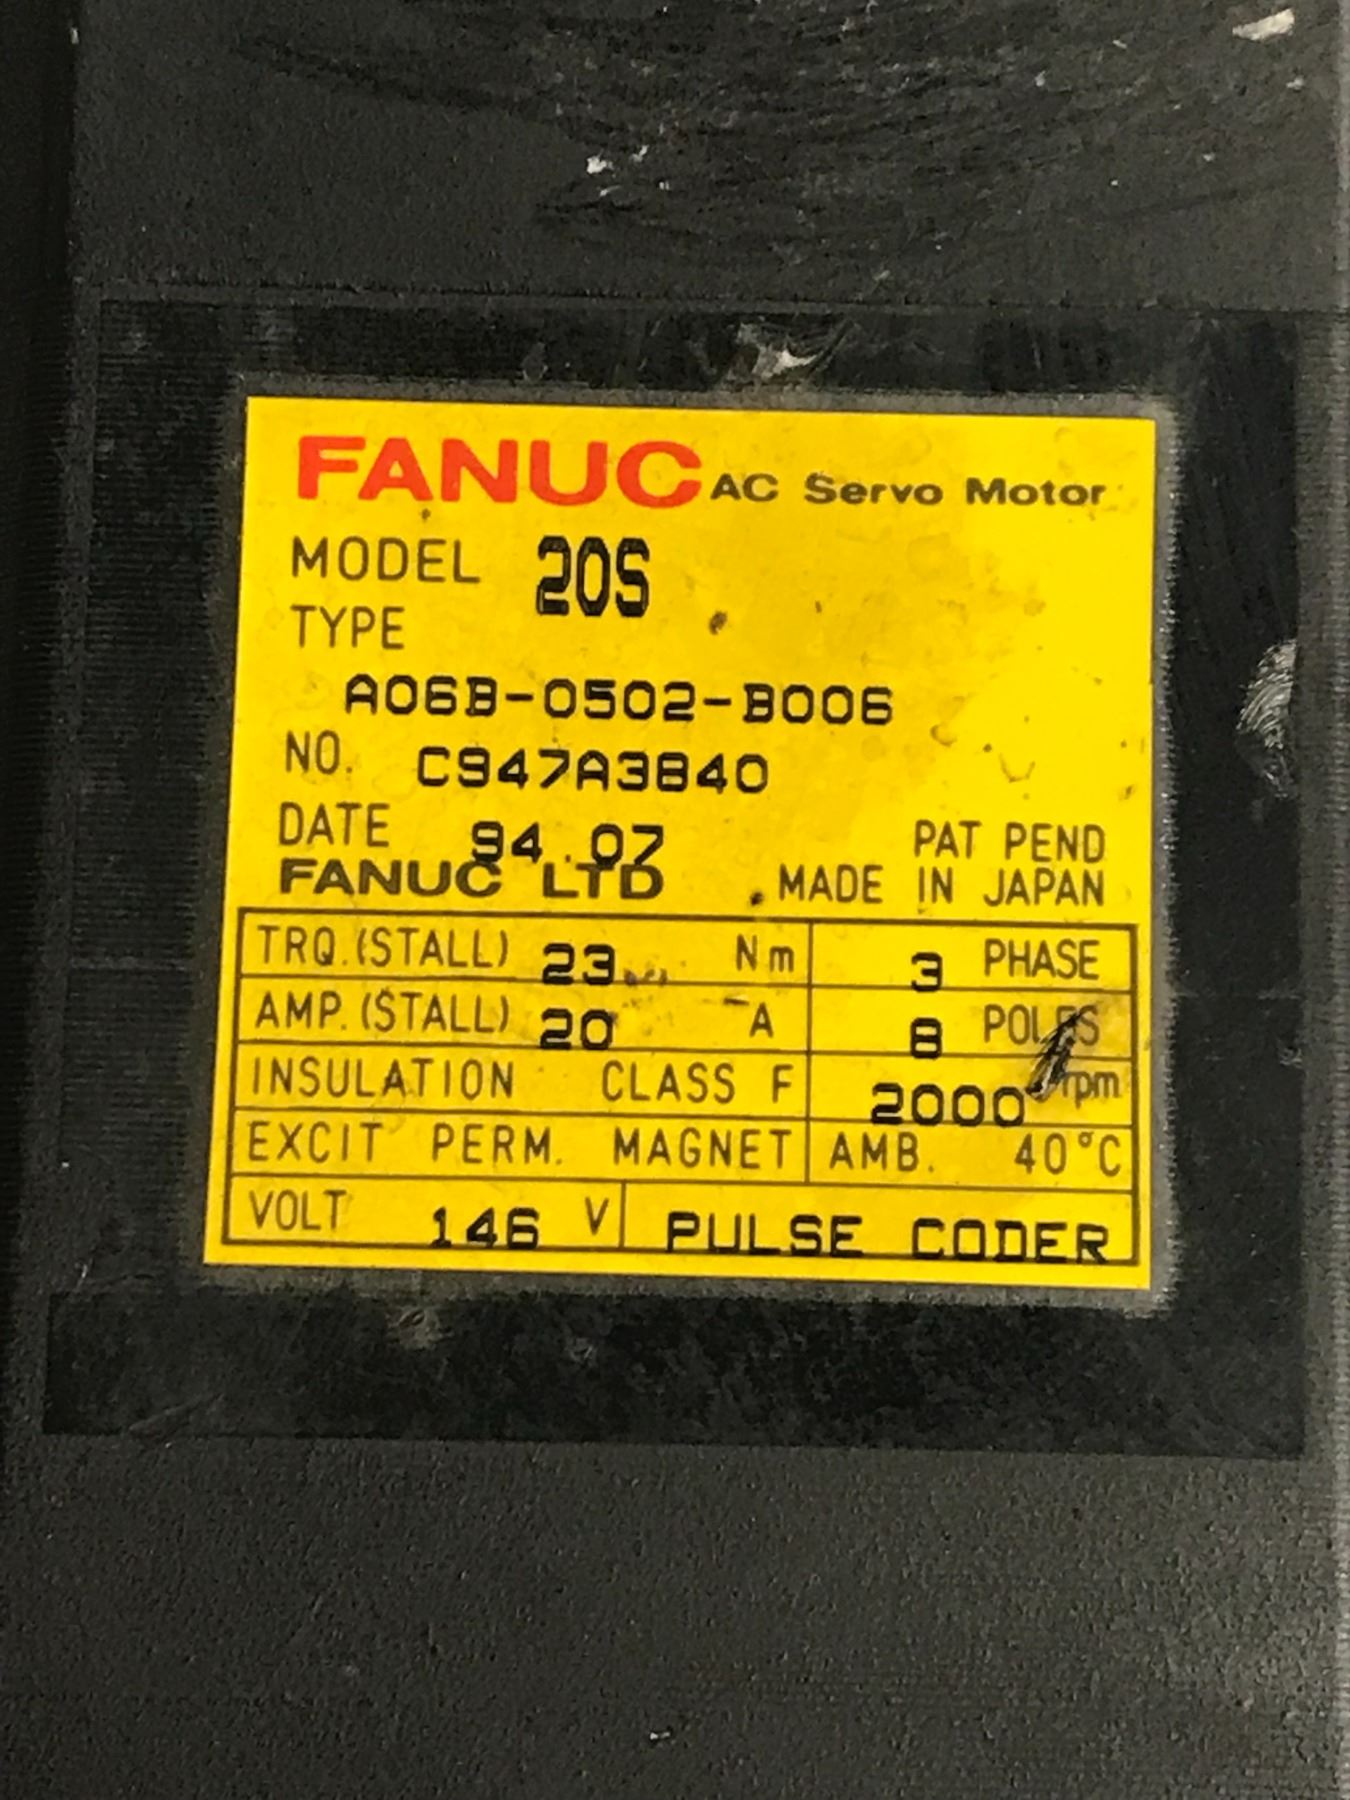 FANUC AC Servo Motor
MODEL 20S
TYPE
A06B-0502-B006
NO. C947A3840
DATE 94.07
PAT PEND
FANUC LTD MADE IN JAPAN
TRQ.(STALL) 23 Nm 3 PHASE
AMP.(STALL) 20 A 8 POLES
INSULATION CLASS F 2000 rpm
EXCIT PERM. MAGNET AMB. 40°C
VOLT 146 V PULSE CODER